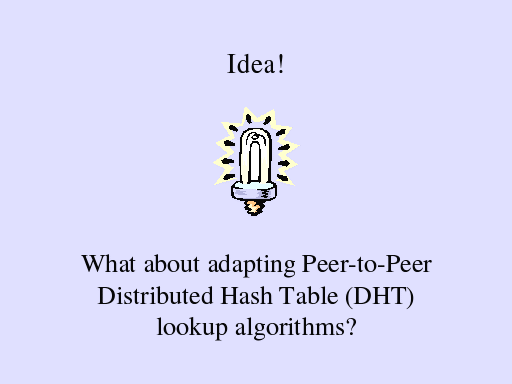 Idea!
What about adapting Peer-to-Peer
Distributed Hash Table (DHT)
lookup algorithms?